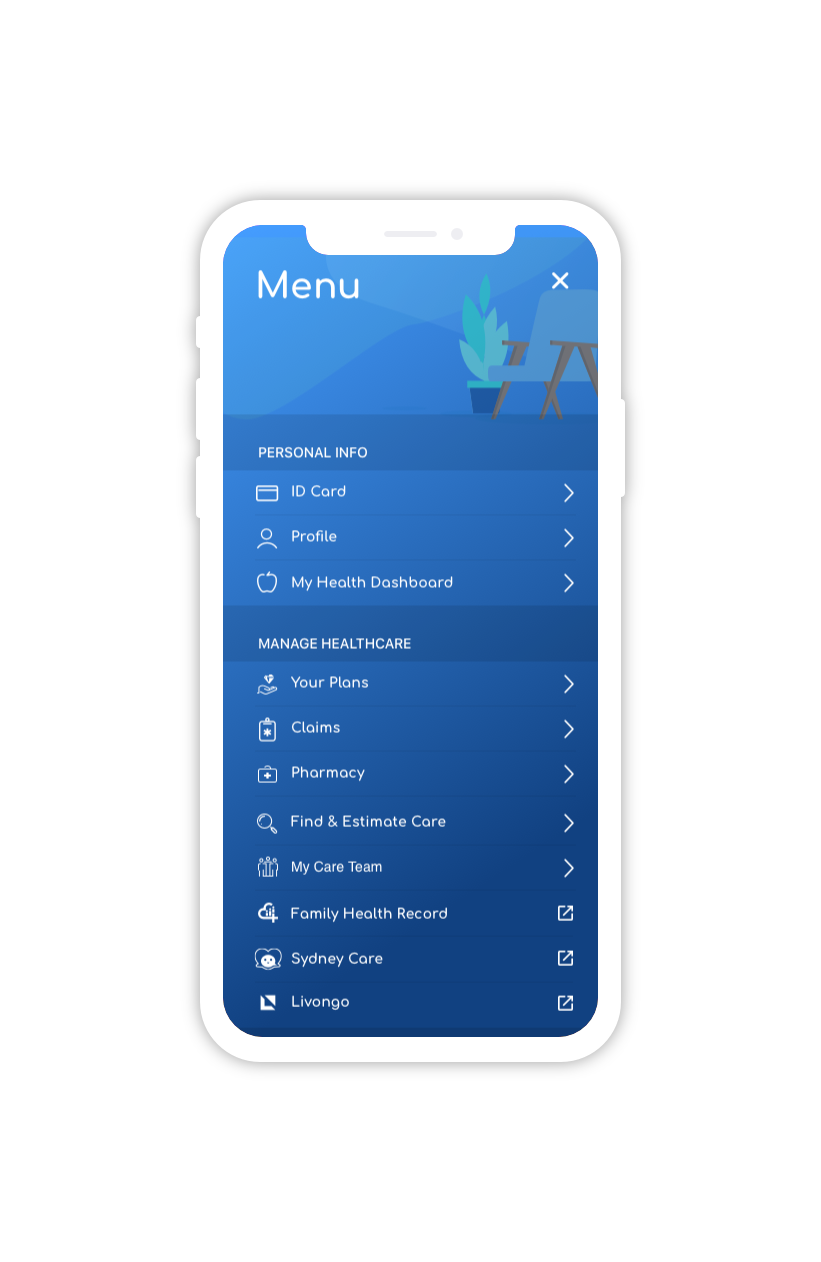 Menu
PERSONAL INFO
ID Card
Profile
My Health Dashboard
MANAGE HEALTHCARE
Your Plans
Claims
Pharmacy
Find & Estimate Care
My Care Team
Family Health Record
Sydney Care
Livongo